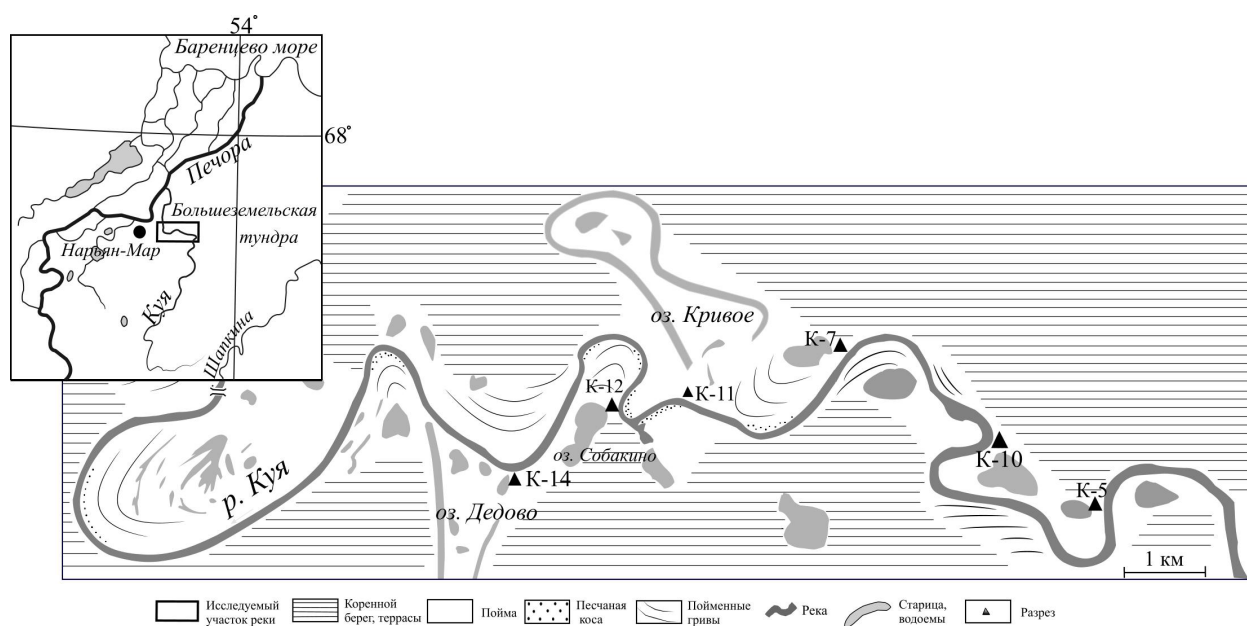 54°
Баренцево море
68°
Печора
Большеземельская
тундра
Нарьян-Мар
Куя
Шапкина
оз. Кривое
К-7
К-12
К-11
К-10
оз. Собакино
К-14
К-5
р. Куя
оз. Дедово
1 км
Исследуемый
участок реки
Коренной
берег, террасы
Пойма
Песчаная
коса
Пойменные
гривы
Река
Старица,
водоемы
Разрез